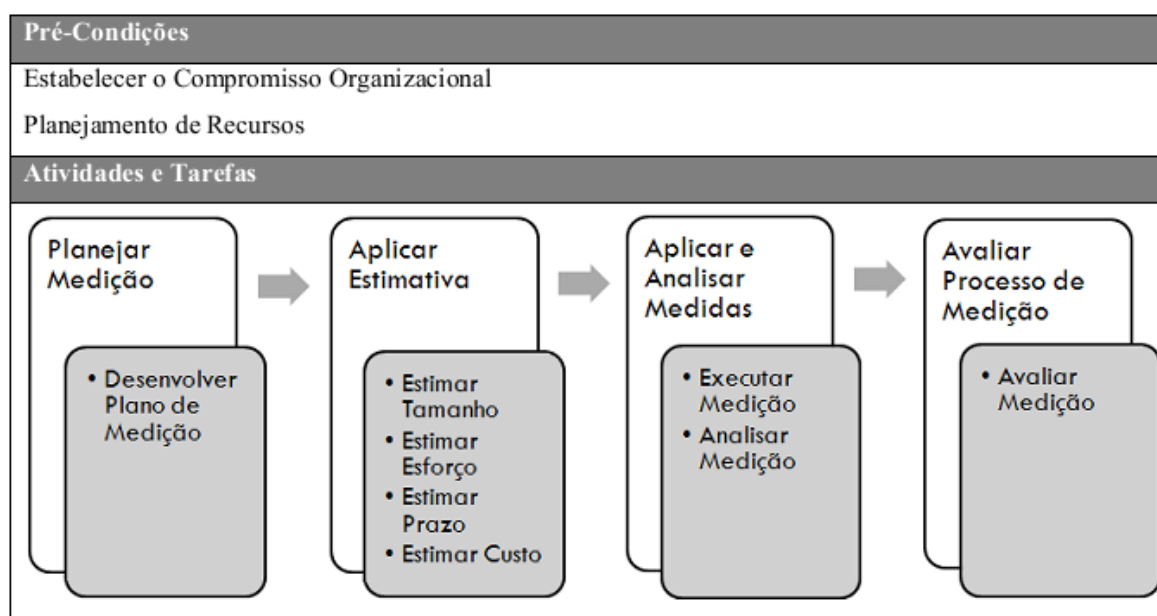 Pré-Condições
Estabelecer o Compromisso Organizacional
Planejamento de Recursos
Atividades e Tarefas
Planejar
Medição
• Desenvolver
Plano de
Medição
Aplicar
Estimativa
• Estimar
Tamanho
• Estimar
Esforço
• Estimar
Prazo
• Estimar Custo
Aplicar e
Analisar
Medidas
• Executar
Medição
• Analisar
Medição
Avaliar
Processo de
Medição
• Avaliar
Medição